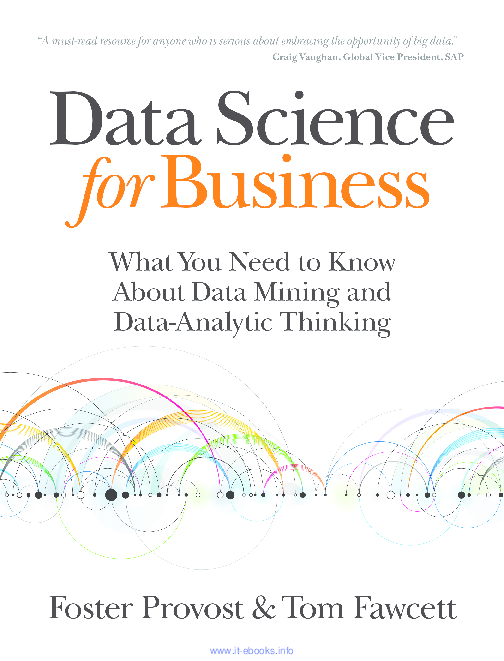 “A must-read resource for anyone who is serious about embracing the opportunity of big data.”
Craig Vaughan, Global Vice President, SAP
Data Science
for Business
What You Need to Know
About Data Mining and
Data-Analytic Thinking
Foster Provost & Tom Fawcett
www.it-ebooks.info